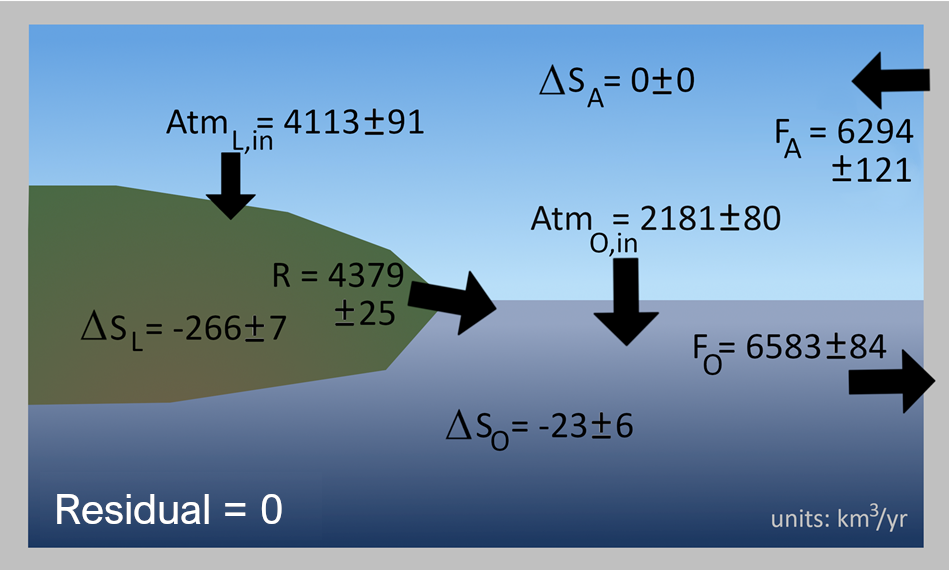 ΔS_A = 0±0
Atm_L,in = 4113±91
F_A = 6294
±121
Atm_O,in = 2181±80
R = 4379
±25
ΔS_L = -266±7
F_O = 6583±84
ΔS_O = -23±6
Residual = 0
units: km³/yr